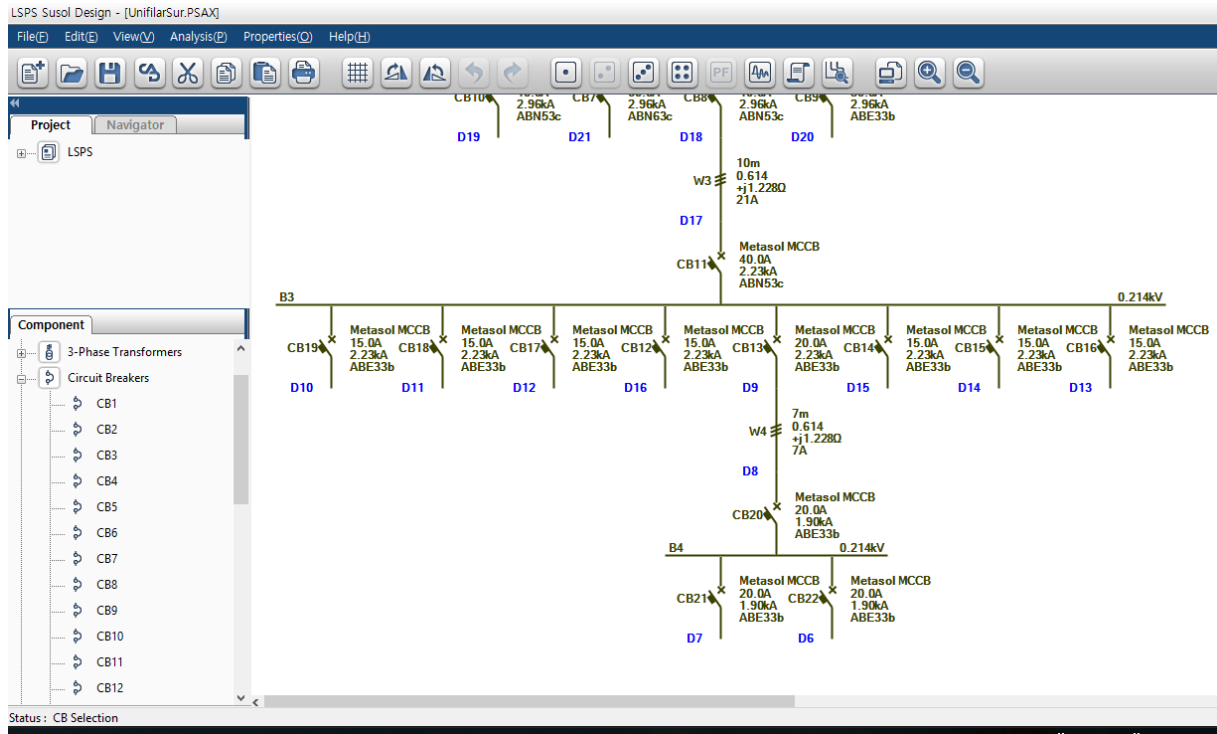 LSPS Susol Design - [UnifilarSur.PSAX]
File(F) Edit(E) View(V) Analysis(P) Properties(O) Help(H)
PF
Project Navigator
LSPS
Component
3-Phase Transformers
Circuit Breakers
CB1
CB2
CB3
CB4
CB5
CB6
CB7
CB8
CB9
CB10
CB11
CB12
CB10 CB7 CB8 CB9
2.96kA 2.96kA 2.96kA 2.96kA
ABN53c ABN63c ABN53c ABE33b
D19 D21 D18 D20
W3
10m
0.614
+j1.228Ω
21A
D17
CB11
Metasol MCCB
40.0A
2.23kA
ABN53c
B3 0.214kV
CB19
Metasol MCCB
15.0A
2.23kA
ABE33b
D10
CB18
Metasol MCCB
15.0A
2.23kA
ABE33b
D11
CB17
Metasol MCCB
15.0A
2.23kA
ABE33b
D12
CB12
Metasol MCCB
15.0A
2.23kA
ABE33b
D16
CB13
Metasol MCCB
20.0A
2.23kA
ABE33b
D9
CB14
Metasol MCCB
15.0A
2.23kA
ABE33b
D15
CB15
Metasol MCCB
15.0A
2.23kA
ABE33b
D14
CB16
Metasol MCCB
15.0A
2.23kA
ABE33b
D13
W4
7m
0.614
+j1.228Ω
7A
D8
CB20
Metasol MCCB
20.0A
1.90kA
ABE33b
B4 0.214kV
CB21
Metasol MCCB
20.0A
1.90kA
ABE33b
D7
CB22
Metasol MCCB
20.0A
1.90kA
ABE33b
D6
Status : CB Selection